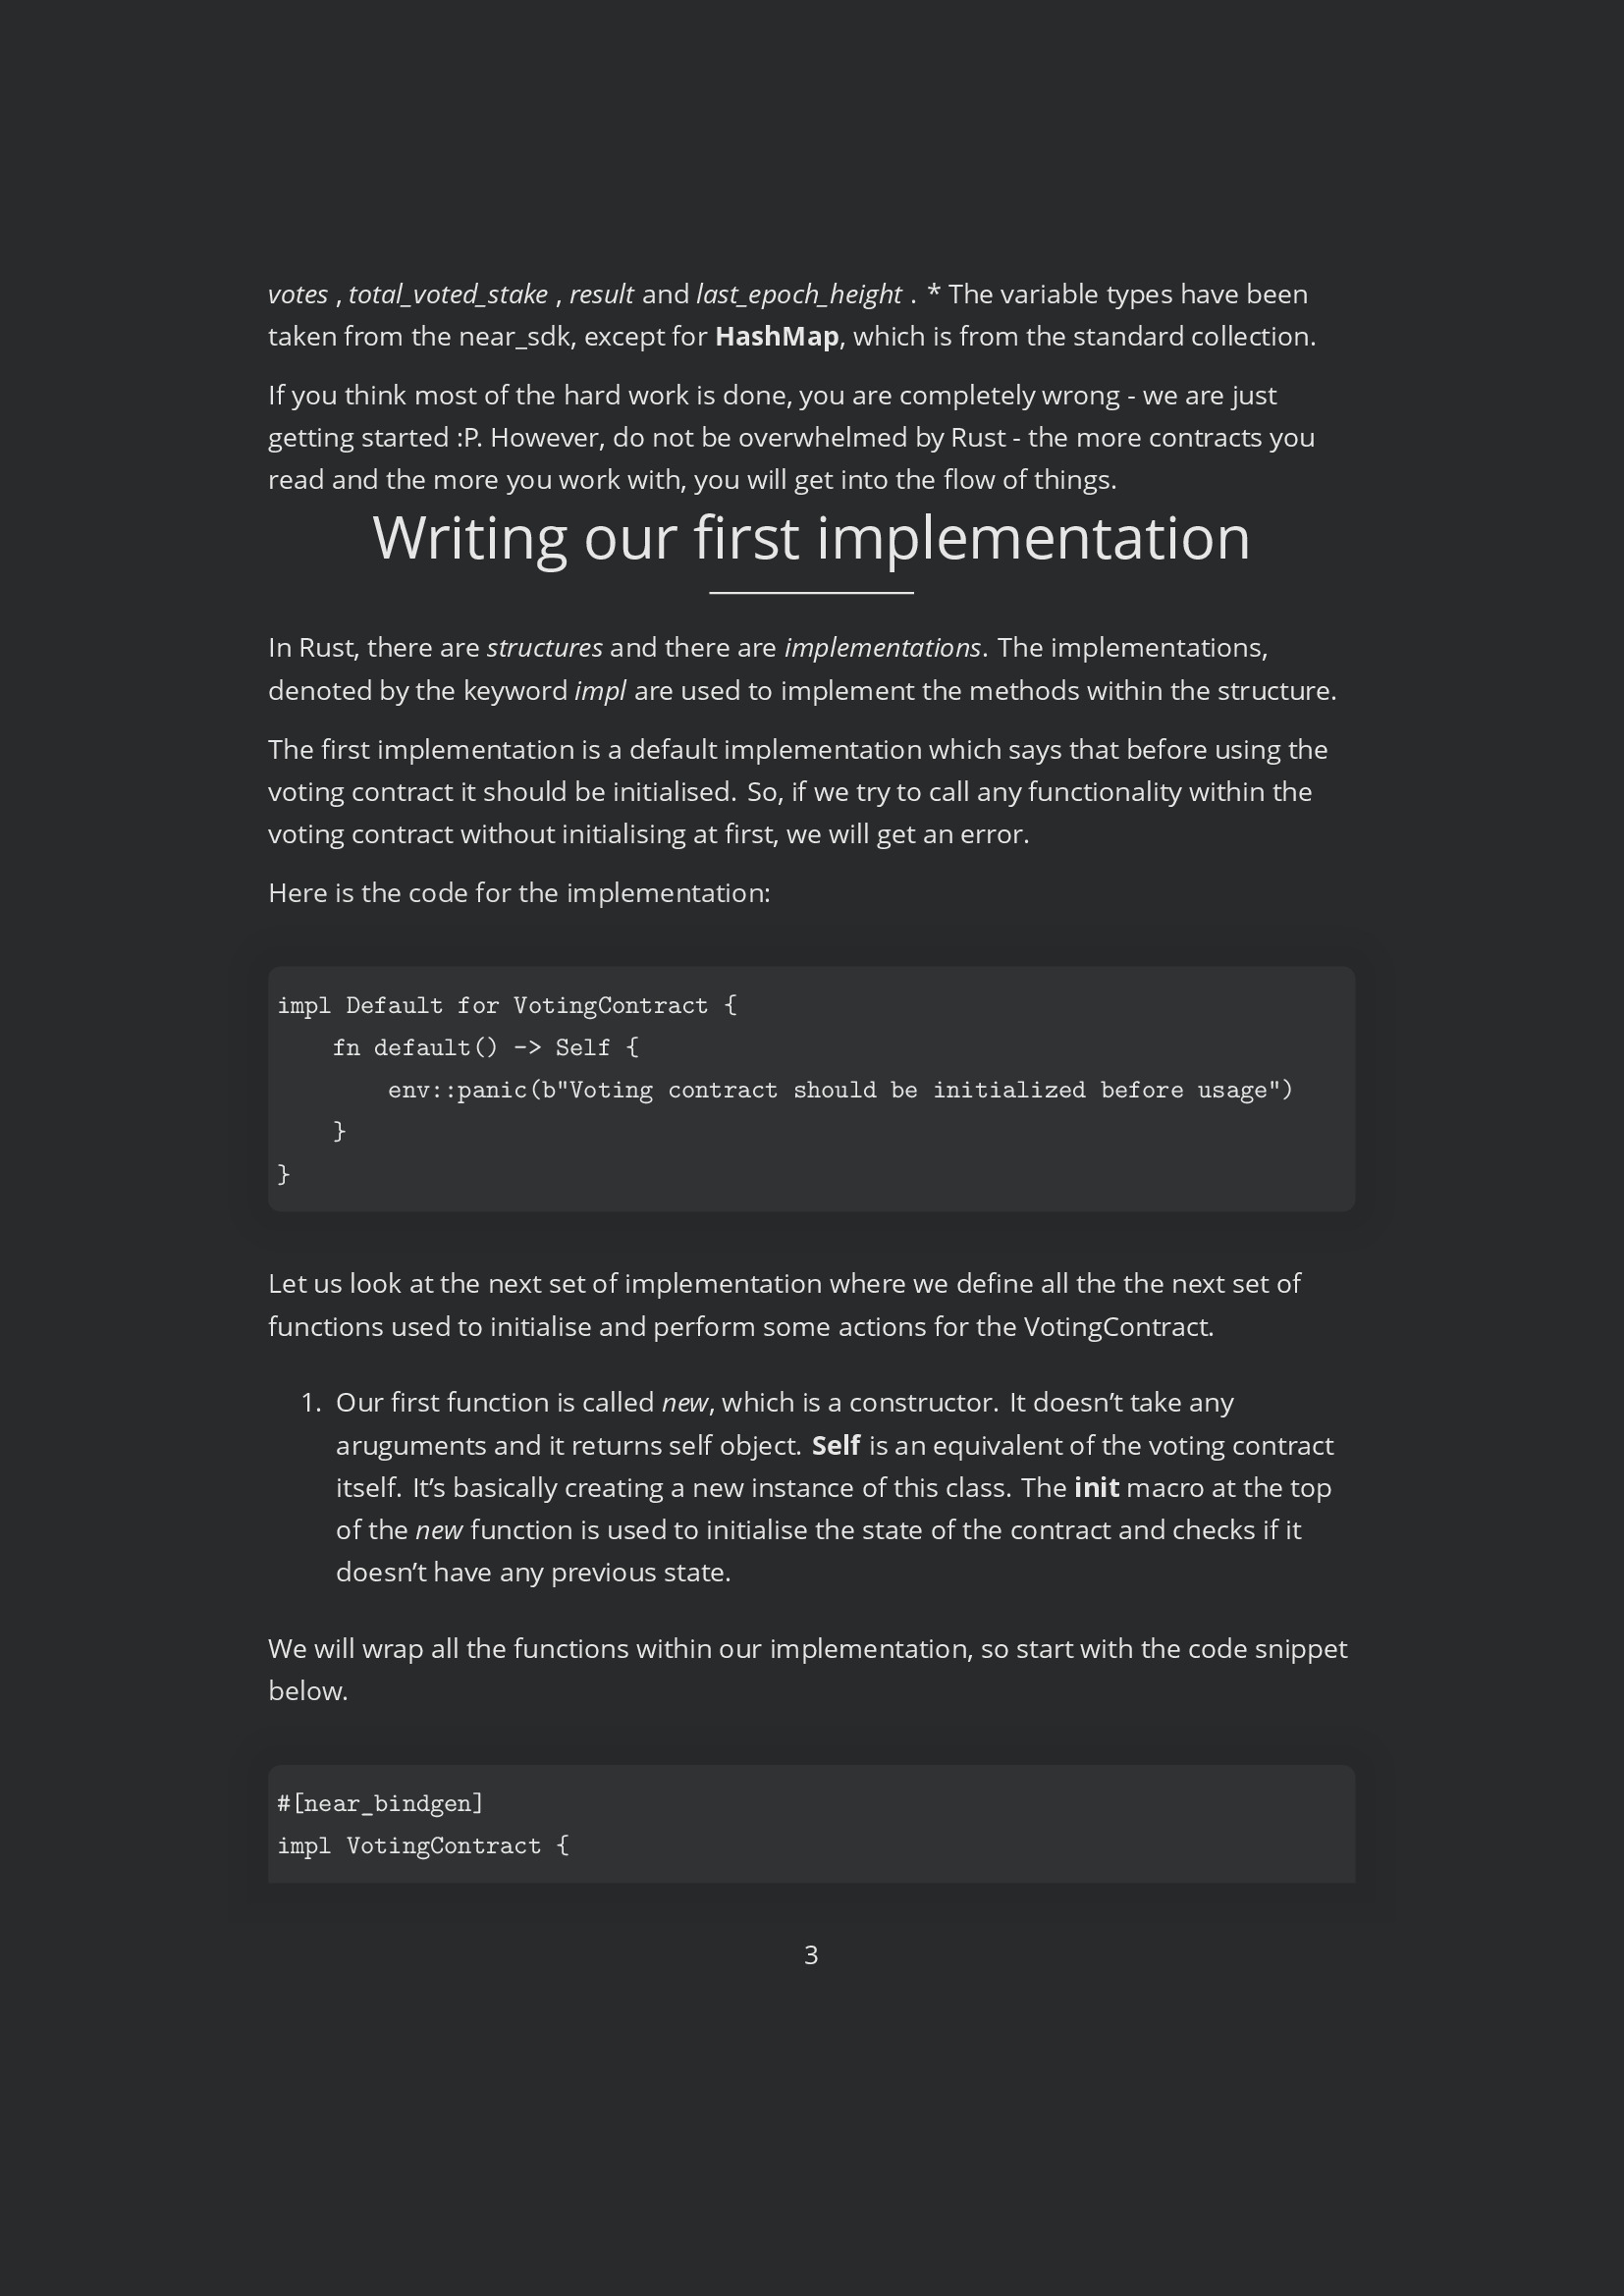 votes , total_voted_stake , result and last_epoch_height . * The variable types have been
taken from the near_sdk, except for HashMap, which is from the standard collection.
If you think most of the hard work is done, you are completely wrong - we are just
getting started :P. However, do not be overwhelmed by Rust - the more contracts you
read and the more you work with, you will get into the flow of things.
Writing our first implementation
In Rust, there are structures and there are implementations. The implementations,
denoted by the keyword impl are used to implement the methods within the structure.
The first implementation is a default implementation which says that before using the
voting contract it should be initialised. So, if we try to call any functionality within the
voting contract without initialising at first, we will get an error.
Here is the code for the implementation:
impl Default for VotingContract {
    fn default() -> Self {
        env::panic(b"Voting contract should be initialized before usage")
    }
}
Let us look at the next set of implementation where we define all the the next set of
functions used to initialise and perform some actions for the VotingContract.
1. Our first function is called new, which is a constructor. It doesn’t take any
aruguments and it returns self object. Self is an equivalent of the voting contract
itself. It’s basically creating a new instance of this class. The init macro at the top
of the new function is used to initialise the state of the contract and checks if it
doesn’t have any previous state.
We will wrap all the functions within our implementation, so start with the code snippet
below.
#[near_bindgen]
impl VotingContract {
3